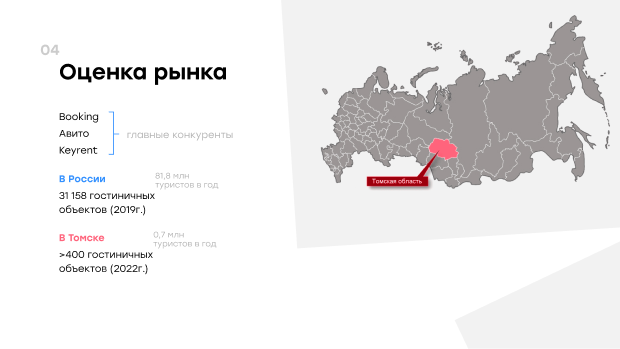 04
Оценка рынка
Booking
Авито
Keyrent
главные конкуренты
В России
81,8 млн
туристов в год
31 158 гостиничных
объектов (2019г.)
В Томске
0,7 млн
туристов в год
>400 гостиничных
объектов (2022г.)
Томская область